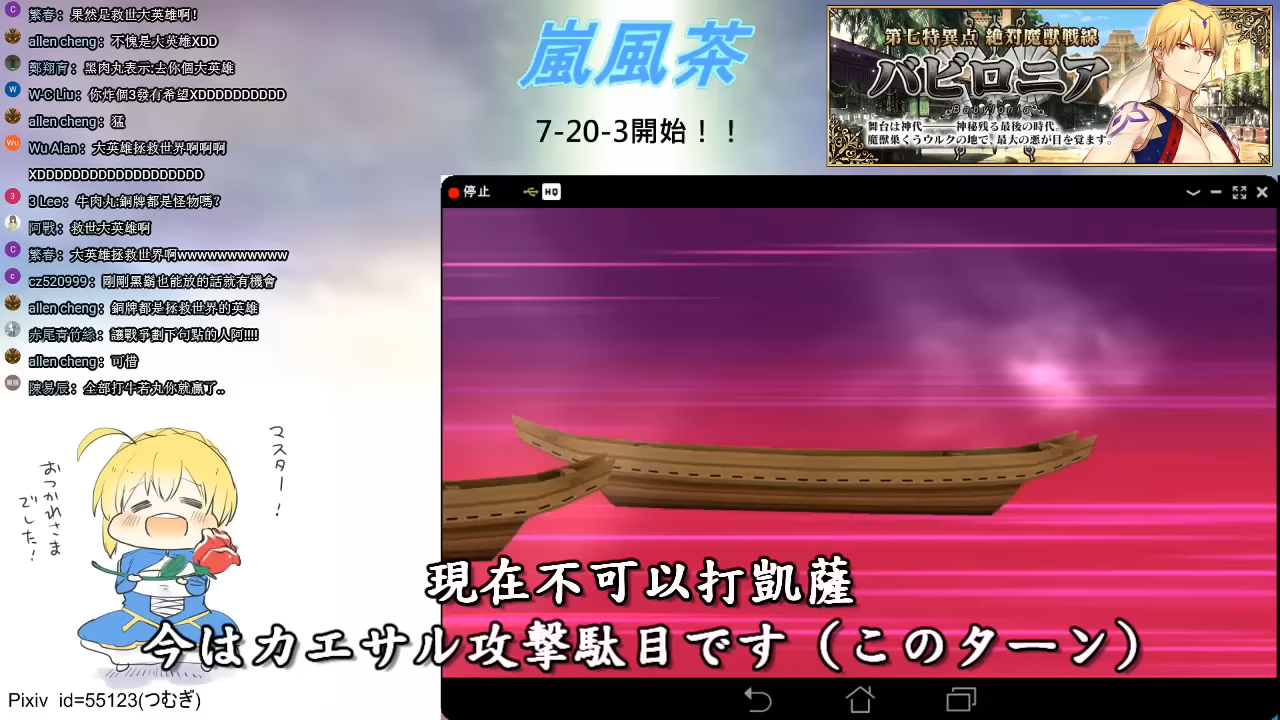 繁春： 果然是救世大英雄啊！
allen cheng： 不愧是大英雄XDD
鄭翔育： 黑肉丸表示:去你個大英雄
W-C Liu： 你炸個3發有希望XDDDDDDDDDD
allen cheng： 猛
Wu Alan： 大英雄拯救世界啊啊啊
XDDDDDDDDDDDDDDDDDDD
3 Lee： 牛肉丸:銅牌都是怪物嗎?
阿戰： 救世大英雄啊
繁春： 大英雄拯救世界啊wwwwwwwwwww
cz520999： 剛剛黑鬍也能放的話就有機會
allen cheng： 銅牌都是拯救世界的英雄
赤尾青竹絲： 讓戰爭劃下句點的人阿!!!!
allen cheng： 可惜
陳易辰： 全部打牛若丸你就贏了..
マスター！
おつかれさま
でした！
Pixiv id=55123(つむぎ)
嵐風茶
7-20-3開始！！
第七特異点 絶対魔獣戦線
バビロニア
Babylonia
舞台は神代――神秘残る最後の時代。
魔獣巣くうウルクの地で、最大の悪が目を覚ます。
停止
HQ
現在不可以打凱薩
今はカエサル攻撃駄目です（このターン）